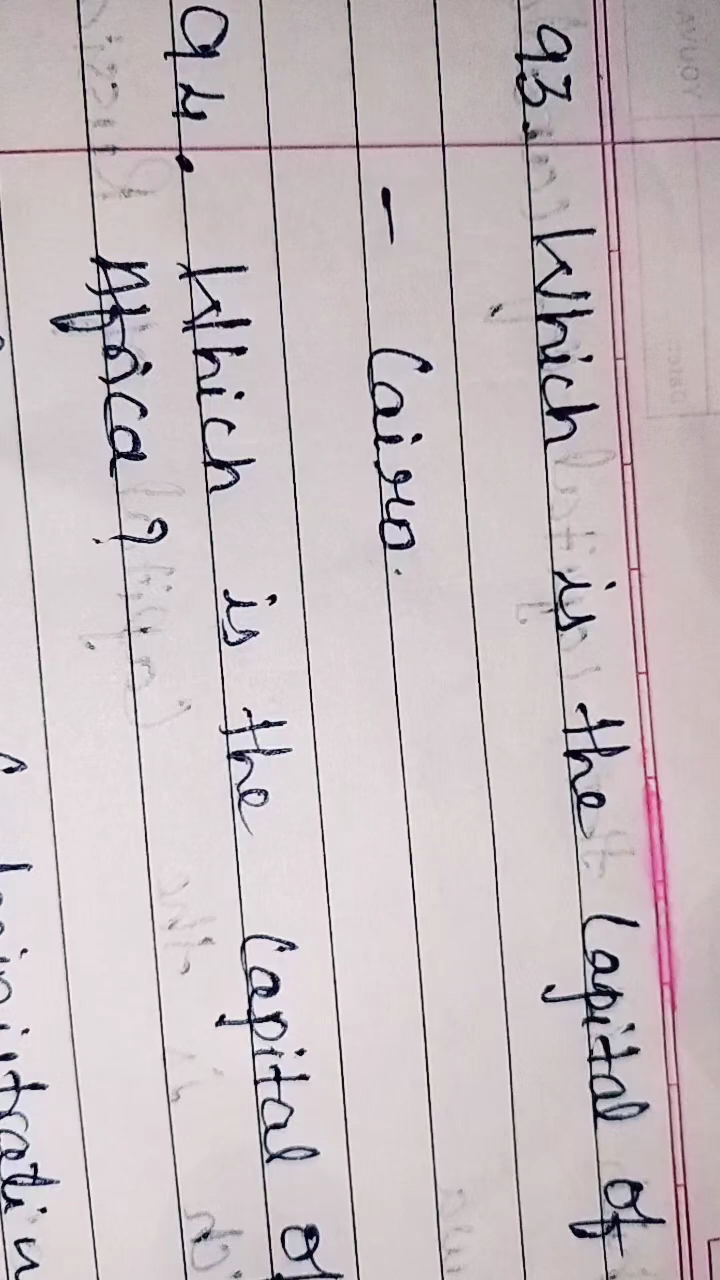 93. Which is the Capital of
- Cairo.
94. Which is the Capital of
Africa?